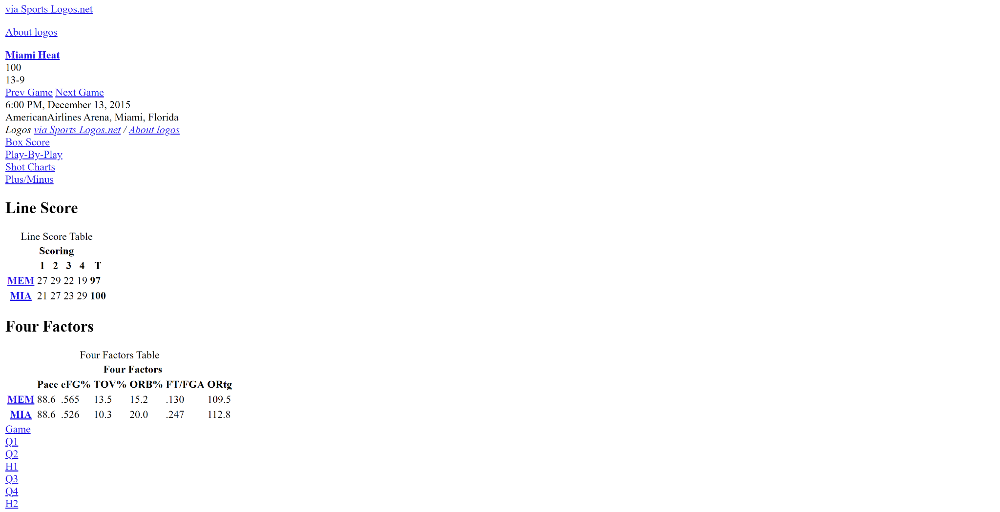 via Sports Logos.net
About logos
Miami Heat
100
13-9
Prev Game Next Game
6:00 PM, December 13, 2015
AmericanAirlines Arena, Miami, Florida
Logos via Sports Logos.net / About logos
Box Score
Play-By-Play
Shot Charts
Plus/Minus
Line Score
Line Score Table
Scoring
1 2 3 4 T
MEM 27 29 22 19 97
MIA 21 27 23 29 100
Four Factors
Four Factors Table
Four Factors
Pace eFG% TOV% ORB% FT/FGA ORtg
MEM 88.6 .565 13.5 15.2 .130 109.5
MIA 88.6 .526 10.3 20.0 .247 112.8
Game
Q1
Q2
H1
Q3
Q4
H2